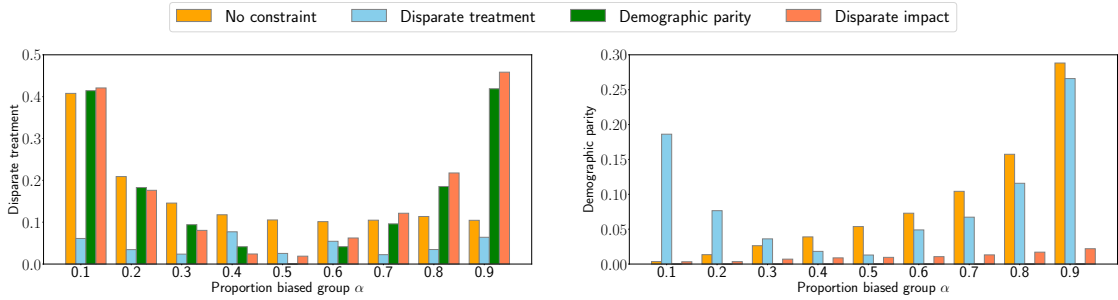 No constraint Disparate treatment Demographic parity Disparate impact
Disparate treatment
0.5
0.4
0.3
0.2
0.1
0.0
0.1 0.2 0.3 0.4 0.5 0.6 0.7 0.8 0.9
Proportion biased group α
Demographic parity
0.30
0.25
0.20
0.15
0.10
0.05
0.00
0.1 0.2 0.3 0.4 0.5 0.6 0.7 0.8 0.9
Proportion biased group α